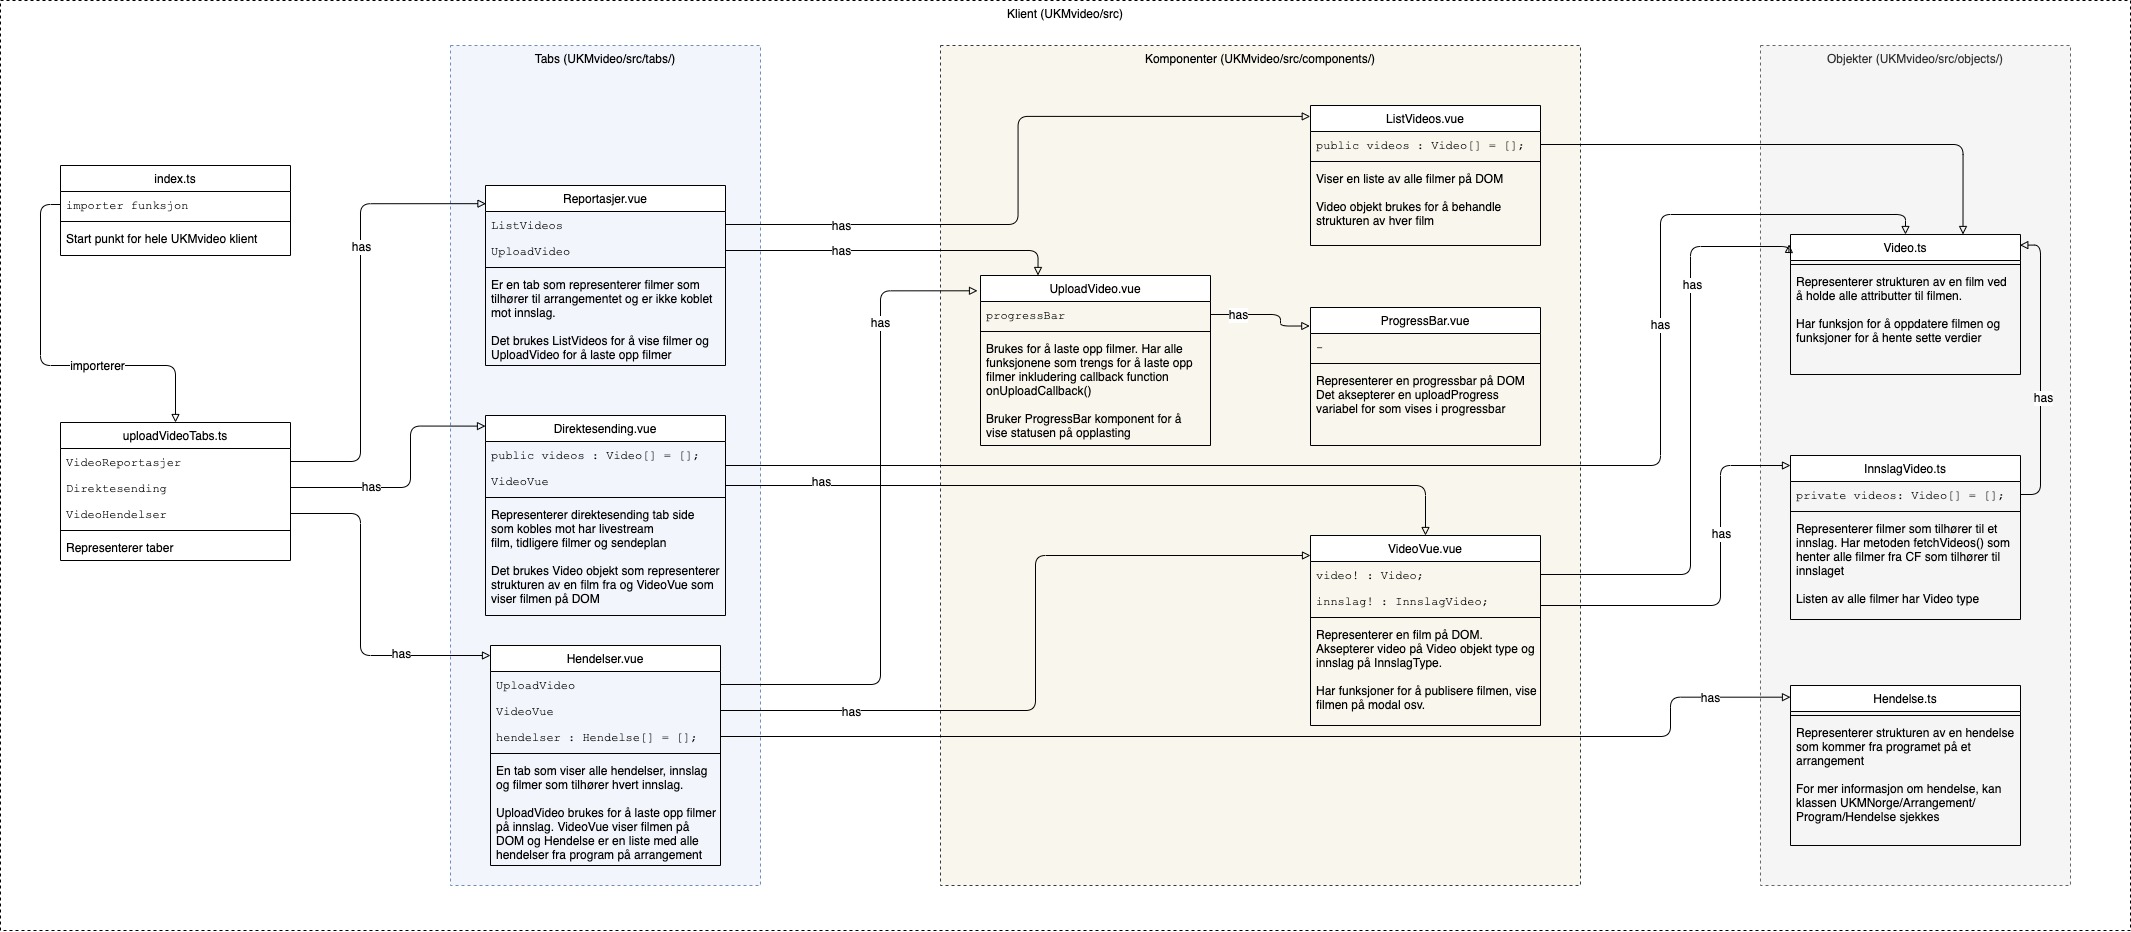 Klient (UKMvideo/src)
index.ts
importer funksjon
Start punkt for hele UKMvideo klient
importerer
uploadVideoTabs.ts
VideoReportasjer
Direktesending
VideoHendelser
Representerer taber
has
has
has
Tabs (UKMvideo/src/tabs/)
Reportasjer.vue
ListVideos
UploadVideo
Er en tab som representerer filmer som
tilhører til arrangementet og er ikke koblet
mot innslag.
Det brukes ListVideos for å vise filmer og
UploadVideo for å laste opp filmer
Direktesending.vue
public videos : Video[] = [];
VideoVue
Representerer direktesending tab side
som kobles mot har livestream
film, tidligere filmer og sendeplan
Det brukes Video objekt som representerer
strukturen av en film fra og VideoVue som
viser filmen på DOM
Hendelser.vue
UploadVideo
VideoVue
hendelser : Hendelse[] = [];
En tab som viser alle hendelser, innslag
og filmer som tilhører hvert innslag.
UploadVideo brukes for å laste opp filmer
på innslag. VideoVue viser filmen på
DOM og Hendelse er en liste med alle
hendelser fra program på arrangement
has
has
has
has
has
Komponenter (UKMvideo/src/components/)
ListVideos.vue
public videos : Video[] = [];
Viser en liste av alle filmer på DOM
Video objekt brukes for å behandle
strukturen av hver film
UploadVideo.vue
progressBar
Brukes for å laste opp filmer. Har alle
funksjonene som trengs for å laste opp
filmer inkludering callback function
onUploadCallback()
Bruker ProgressBar komponent for å
vise statusen på opplasting
has
ProgressBar.vue
-
Representerer en progressbar på DOM
Det aksepterer en uploadProgress
variabel for som vises i progressbar
VideoVue.vue
video! : Video;
innslag! : InnslagVideo;
Representerer en film på DOM.
Aksepterer video på Video objekt type og
innslag på InnslagType.
Har funksjoner for å publisere filmen, vise
filmen på modal osv.
has
has
has
has
Objekter (UKMvideo/src/objects/)
Video.ts
Representerer strukturen av en film ved
å holde alle attributter til filmen.
Har funksjon for å oppdatere filmen og
funksjoner for å hente sette verdier
has
InnslagVideo.ts
private videos: Video[] = [];
Representerer filmer som tilhører til et
innslag. Har metoden fetchVideos() som
henter alle filmer fra CF som tilhører til
innslaget
Listen av alle filmer har Video type
Hendelse.ts
Representerer strukturen av en hendelse
som kommer fra programet på et
arrangement
For mer informasjon om hendelse, kan
klassen UKMNorge/Arrangement/
Program/Hendelse sjekkes